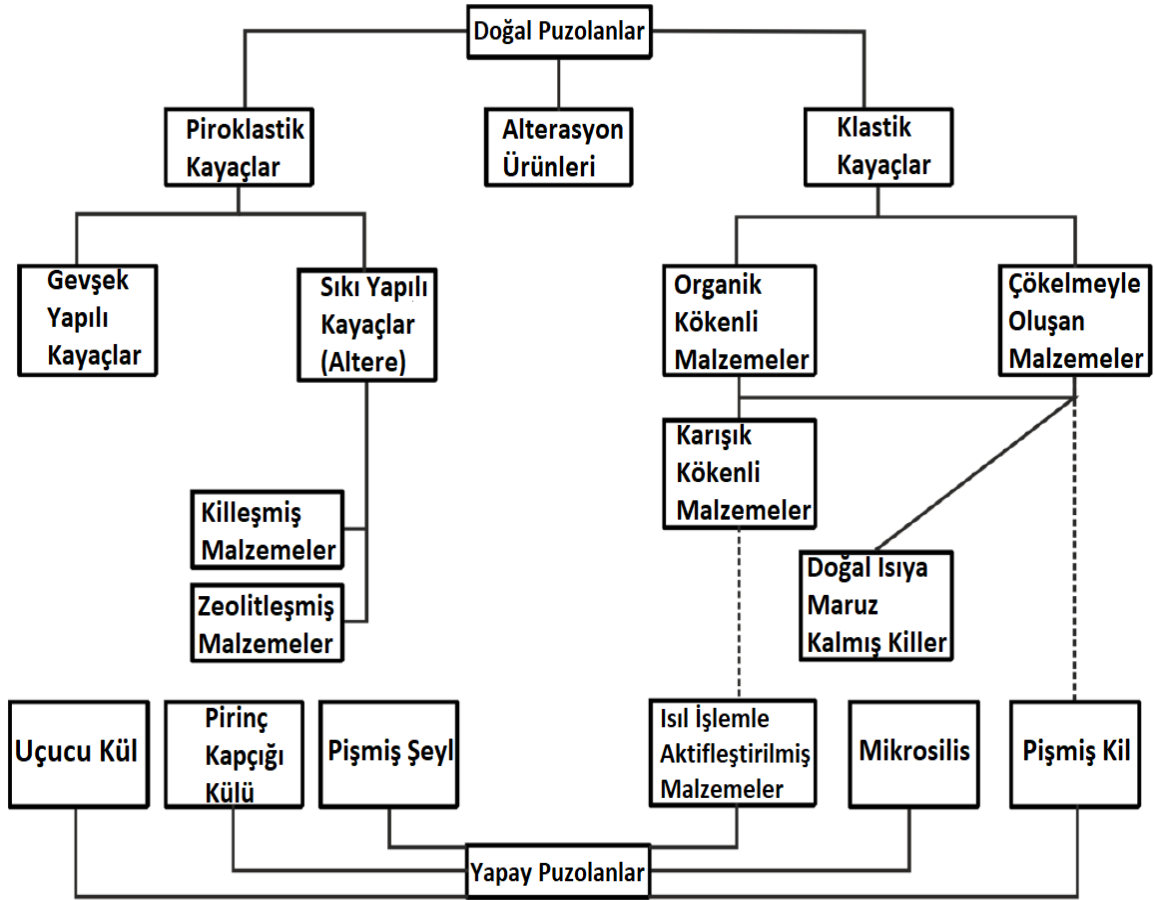 Doğal Puzolanlar
Piroklastik
Kayaçlar
Alterasyon
Ürünleri
Klastik
Kayaçlar
Gevşek
Yapılı
Kayaçlar
Sıkı Yapılı
Kayaçlar
(Altere)
Organik
Kökenli
Malzemeler
Çökelmeyle
Oluşan
Malzemeler
Karışık
Kökenli
Malzemeler
Killeşmiş
Malzemeler
Doğal Isıya
Maruz
Kalmış Killer
Zeolitleşmiş
Malzemeler
Uçucu Kül
Pirinç
Kapçığı
Külü
Pişmiş Şeyl
Isıl İşlemle
Aktifleştirilmiş
Malzemeler
Mikrosilis
Pişmiş Kil
Yapay Puzolanlar